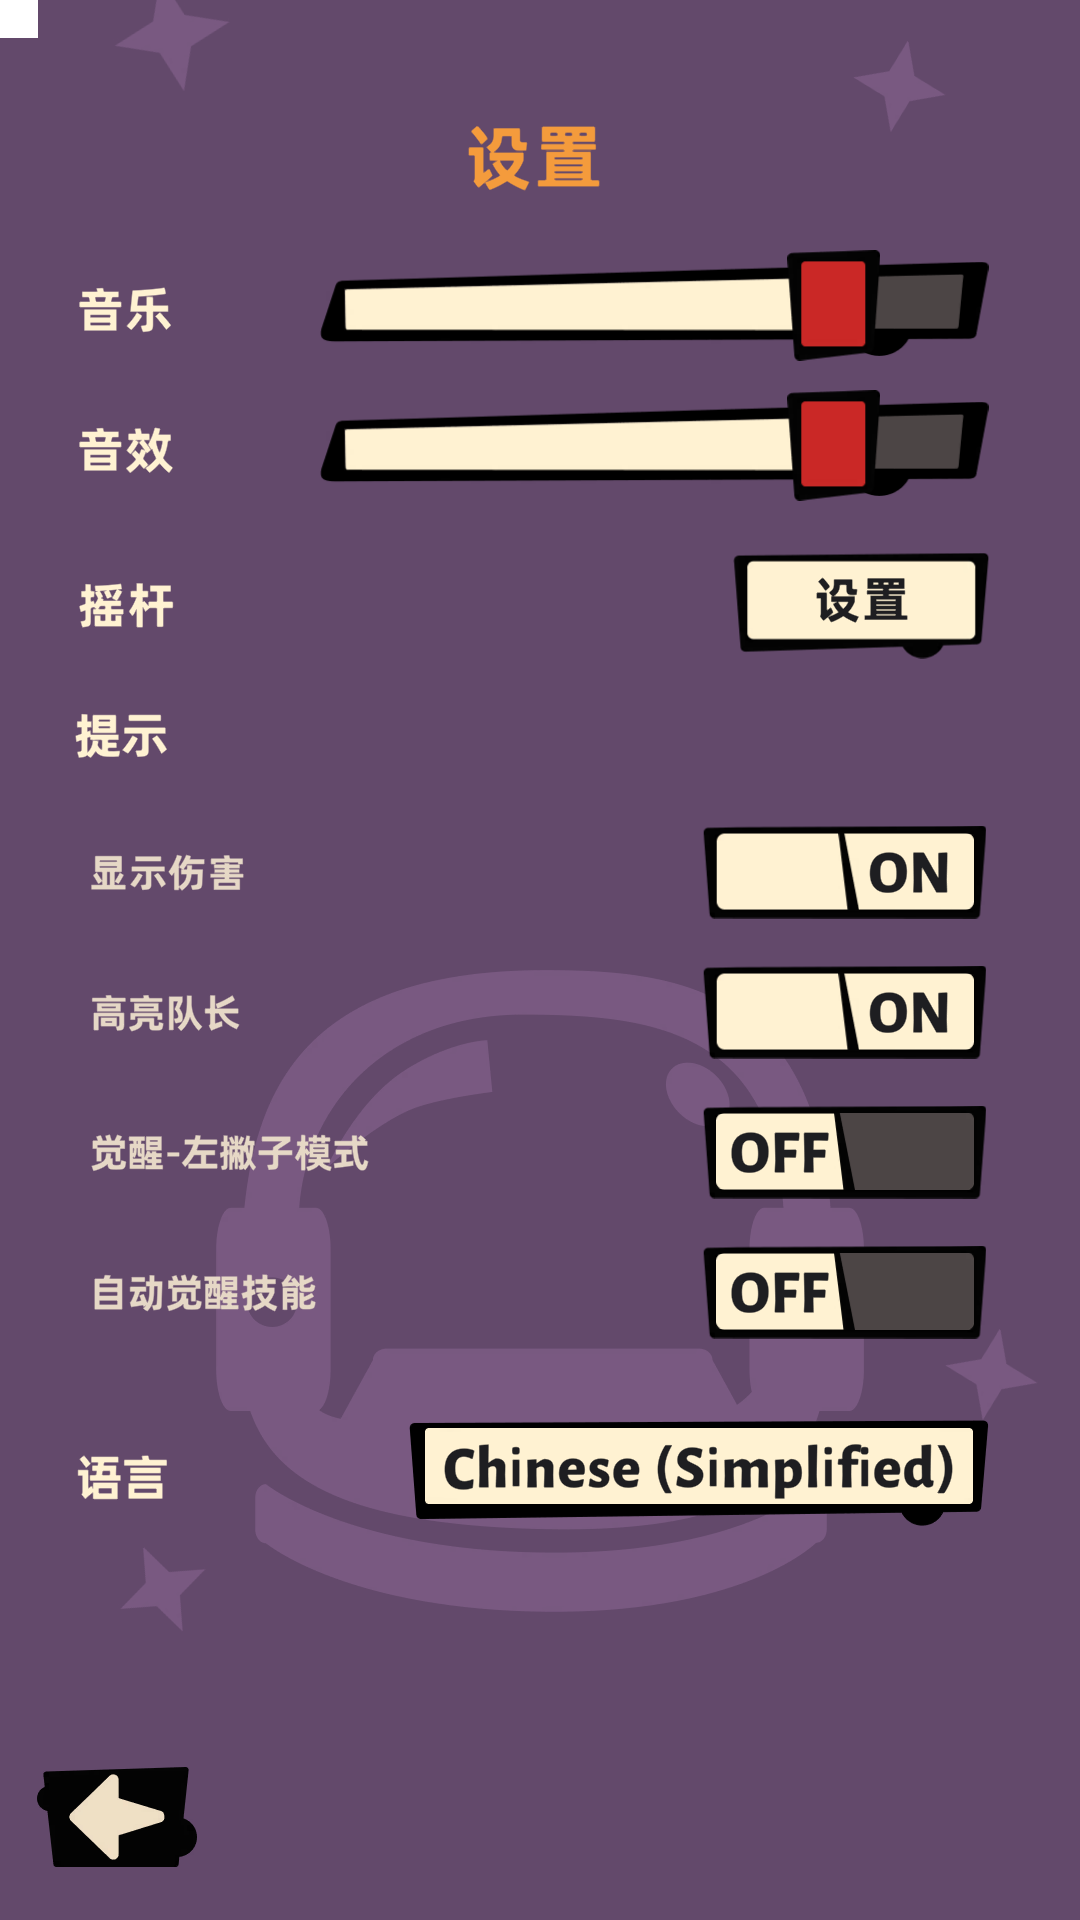 设置
音乐
音效
摇杆 设置
提示
显示伤害 ON
高亮队长 ON
觉醒-左撇子模式 OFF
自动觉醒技能 OFF
语言 Chinese (Simplified)